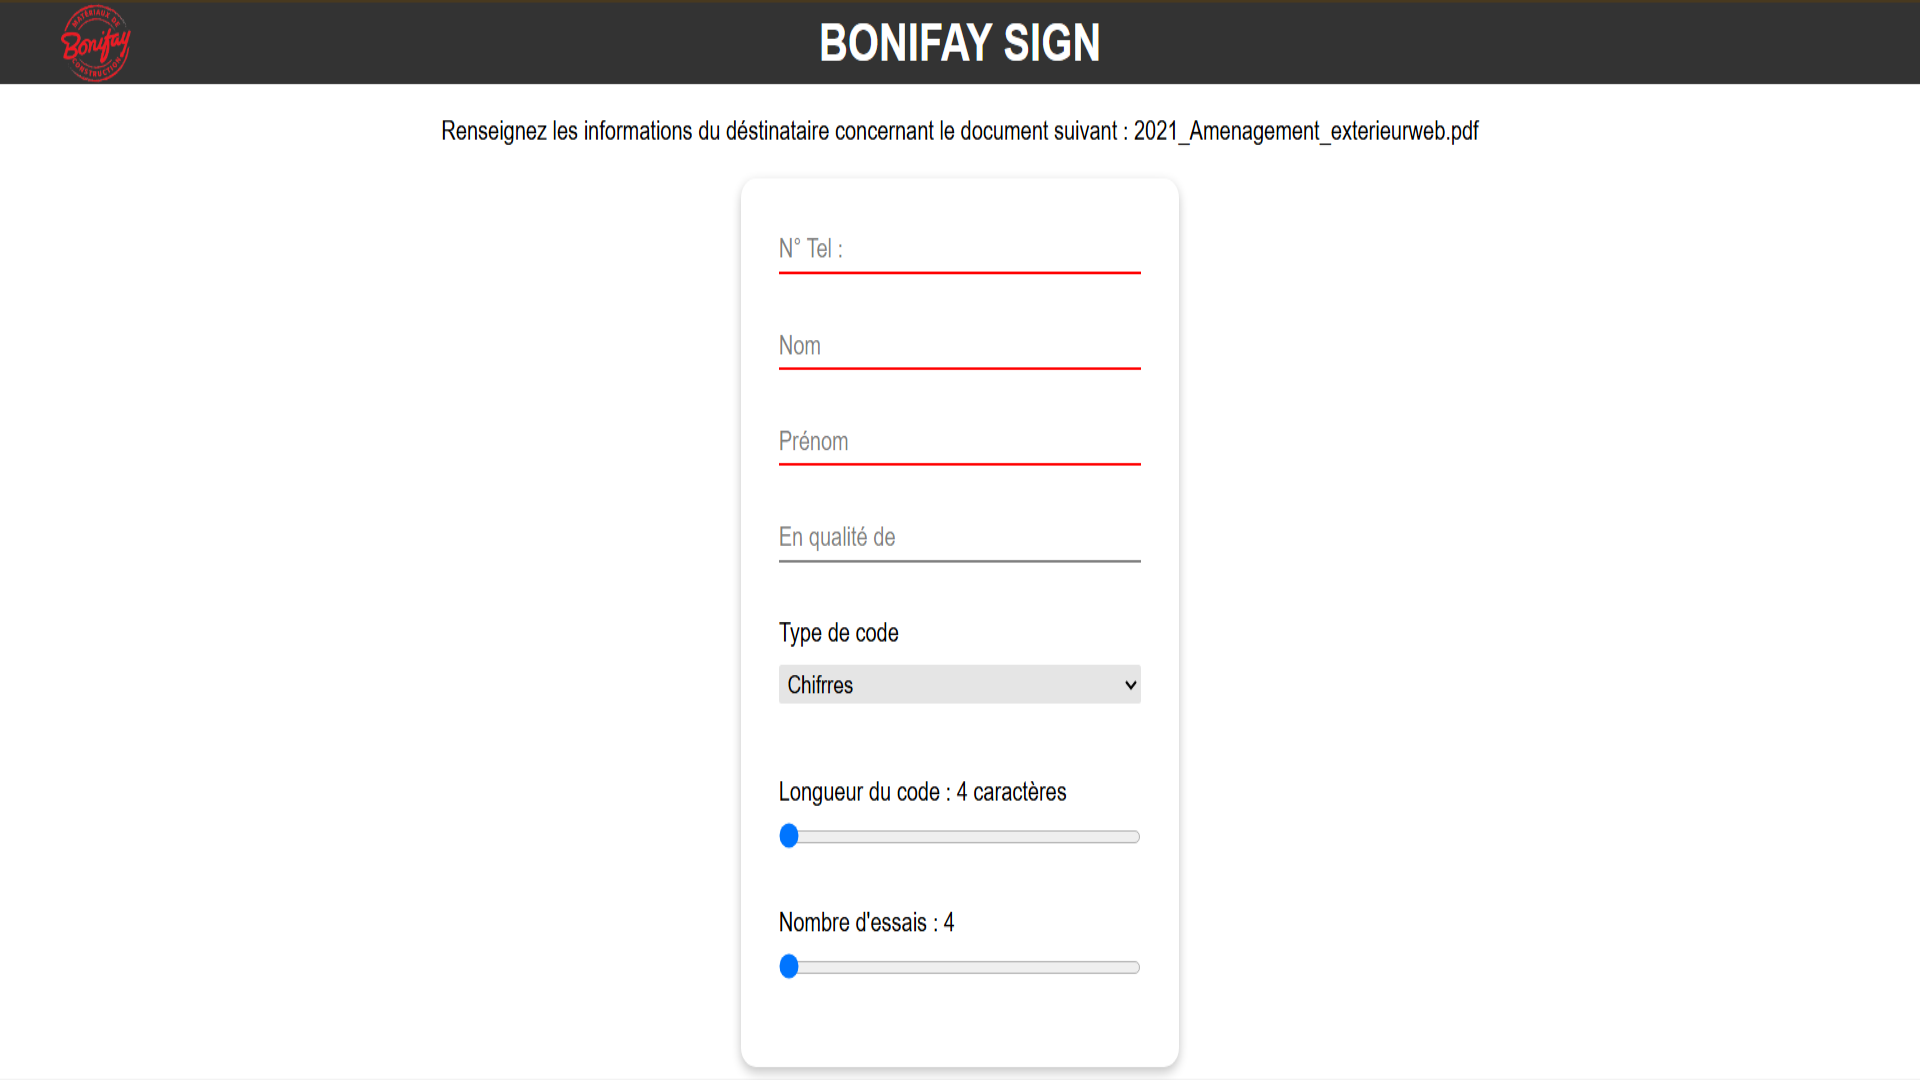 MATÉRIAUX DE
Bonifay
CONSTRUCTION
BONIFAY SIGN
Renseignez les informations du déstinataire concernant le document suivant : 2021_Amenagement_exterieurweb.pdf
N° Tel :
Nom
Prénom
En qualité de
Type de code
Chifrres
Longueur du code : 4 caractères
Nombre d'essais : 4